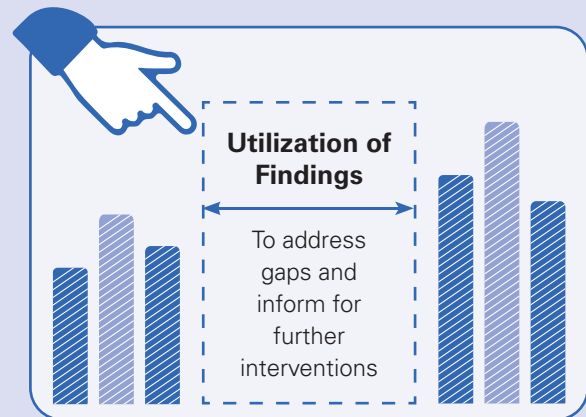 Utilization of
Findings
To address
gaps and
inform for
further
interventions